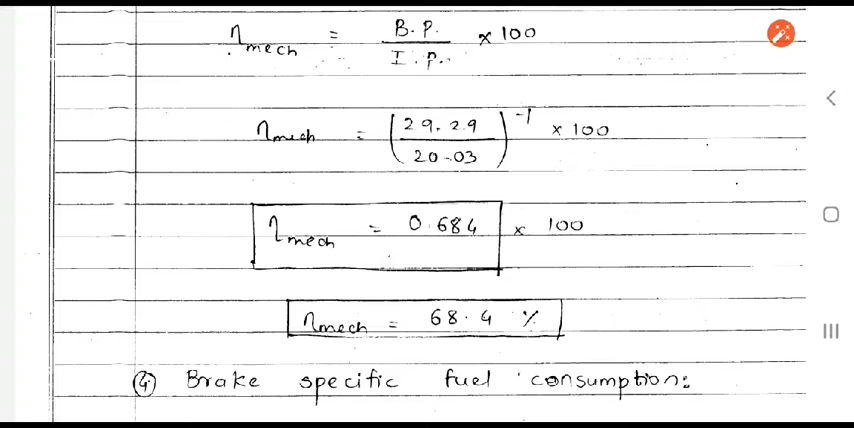 η mech = B.P. / I.P. × 100
η mech = (29.29 / 20.03)^-1 × 100
η mech = 0.684 × 100
η mech = 68.4 %
④ Brake specific fuel consumption: